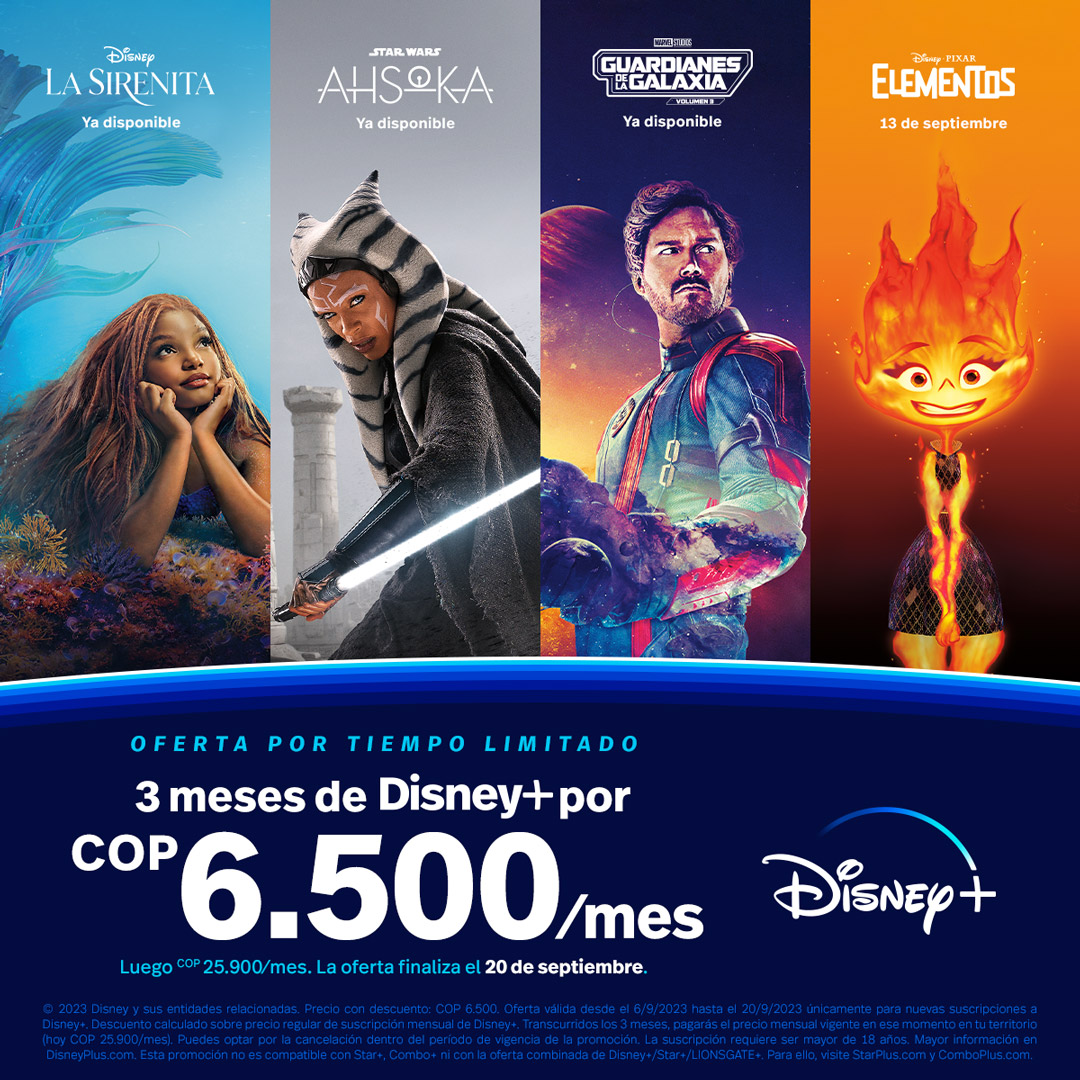 Disney
LA SIRENITA
Ya disponible
STAR WARS
AHSOKA
Ya disponible
MARVEL STUDIOS
GUARDIANES
DE LA GALAXIA
VOLUMEN 3
Ya disponible
Disney · PIXAR
ELEMENTOS
13 de septiembre
OFERTA POR TIEMPO LIMITADO
3 meses de Disney+ por
COP 6.500/mes
Luego COP 25.900/mes. La oferta finaliza el 20 de septiembre.
Disney+
© 2023 Disney y sus entidades relacionadas. Precio con descuento: COP 6.500. Oferta válida desde el 6/9/2023 hasta el 20/9/2023 únicamente para nuevas suscripciones a
Disney+. Descuento calculado sobre precio regular de suscripción mensual de Disney+. Transcurridos los 3 meses, pagarás el precio mensual vigente en ese momento en tu territorio
(hoy COP 25.900/mes). Puedes optar por la cancelación dentro del período de vigencia de la promoción. La suscripción requiere ser mayor de 18 años. Mayor información en
DisneyPlus.com. Esta promoción no es compatible con Star+, Combo+ ni con la oferta combinada de Disney+/Star+/LIONSGATE+. Para ello, visite StarPlus.com y ComboPlus.com.